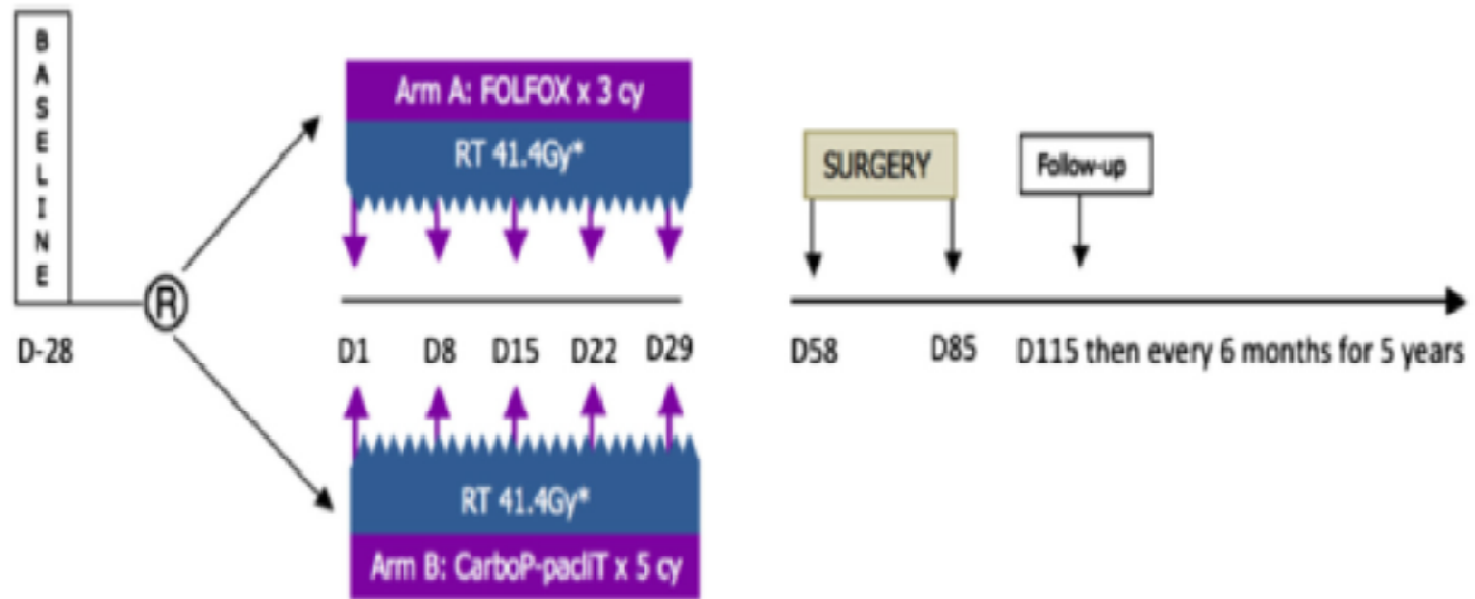 BASELINE
D-28
R
Arm A: FOLFOX x 3 cy
RT 41.4Gy*
SURGERY
Follow-up
D1 D8 D15 D22 D29
D58 D85 D115 then every 6 months for 5 years
RT 41.4Gy*
Arm B: CarboP-paclIT x 5 cy